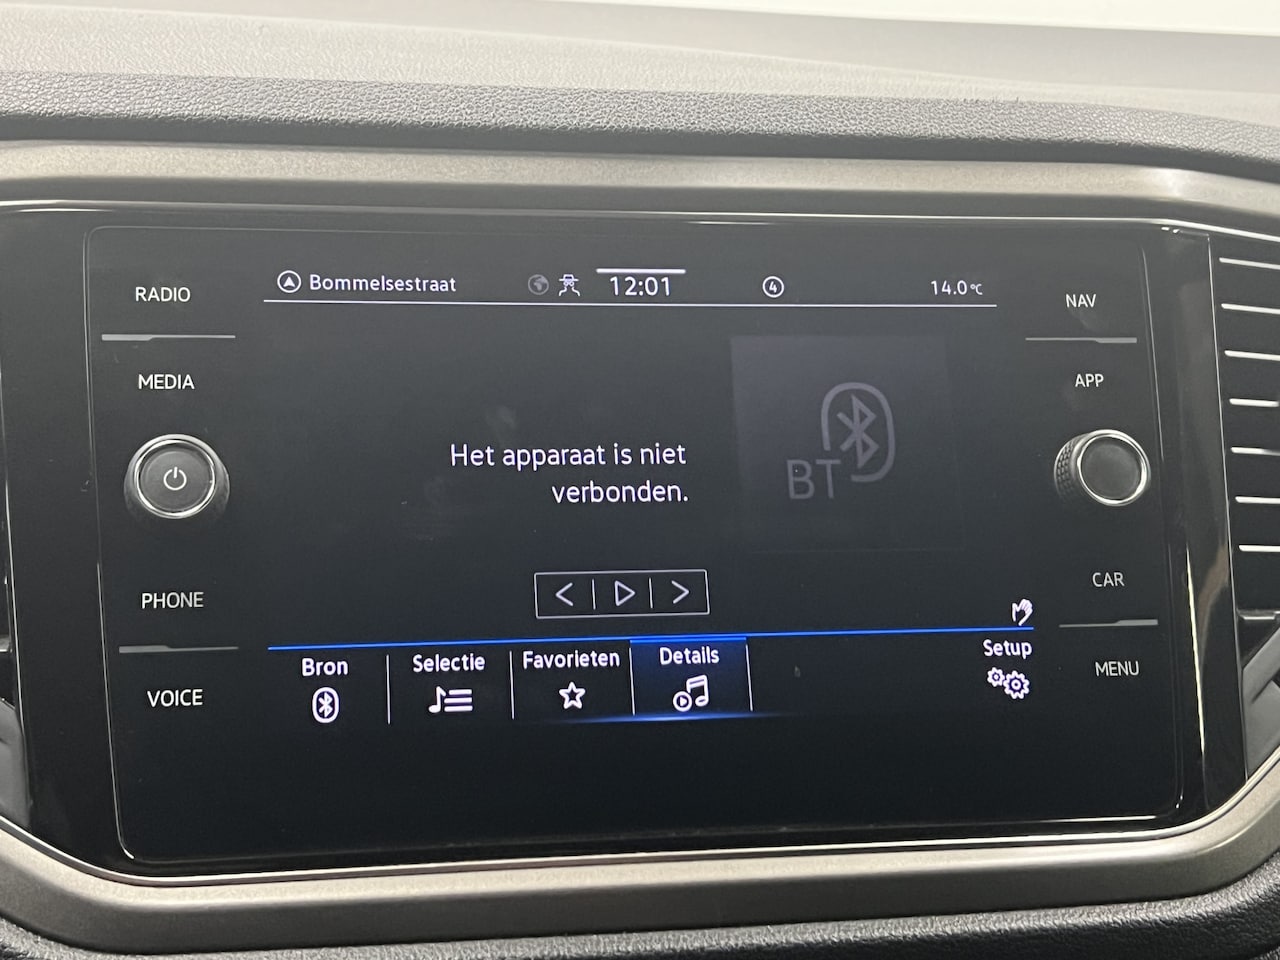 RADIO
MEDIA
PHONE
VOICE
Bommelsestraat
12:01
4
14.0°C
Het apparaat is niet
verbonden.
BT
Bron
Selectie
Favorieten
Details
Setup
NAV
APP
CAR
MENU